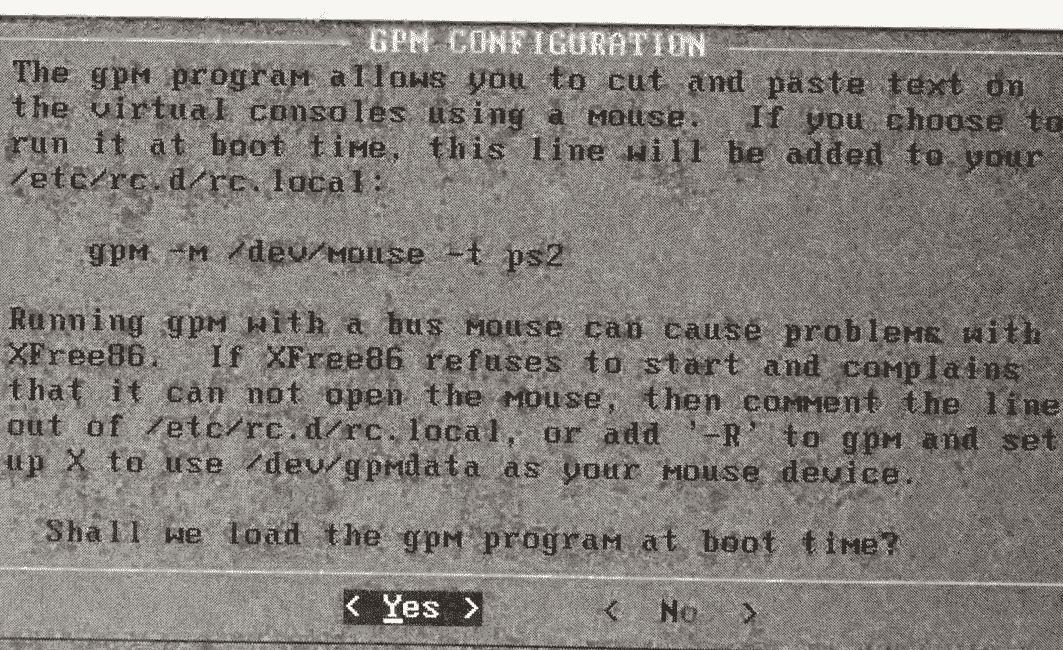 GPM CONFIGURATION
The gpm program allows you to cut and paste text on
the virtual consoles using a mouse.  If you choose to
run it at boot time, this line will be added to your
/etc/rc.d/rc.local:
gpm -m /dev/mouse -t ps2
Running gpm with a bus mouse can cause problems with
XFree86.  If XFree86 refuses to start and complains
that it can not open the mouse, then comment the line
out of /etc/rc.d/rc.local, or add '-R' to gpm and set
up X to use /dev/gpmdata as your mouse device.
Shall we load the gpm program at boot time?
< Yes >  < No >